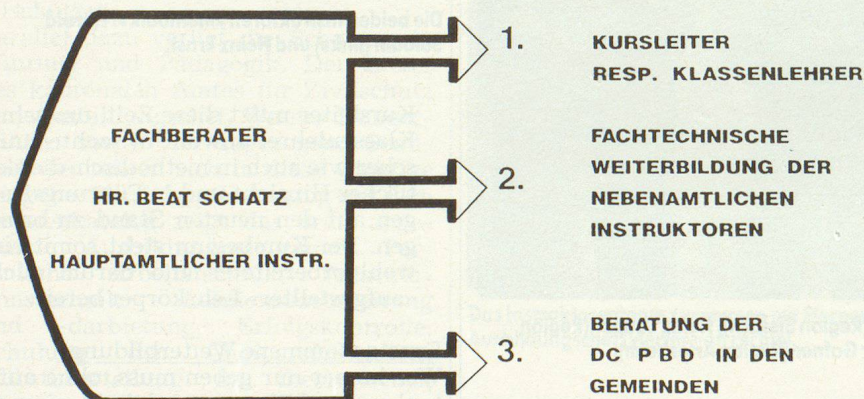 FACHBERATER
HR. BEAT SCHATZ
HAUPTAMTLICHER INSTR.
1. KURSLEITER
RESP. KLASSENLEHRER
2. FACHTECHNISCHE
WEITERBILDUNG DER
NEBENAMTLICHEN
INSTRUKTOREN
3. BERATUNG DER
DC PBD IN DEN
GEMEINDEN